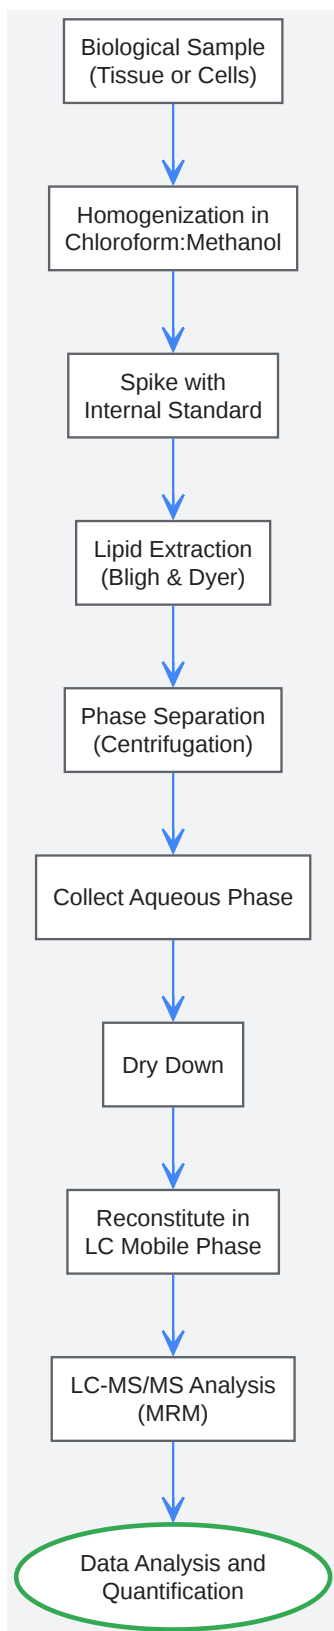 Biological Sample
(Tissue or Cells)
Homogenization in
Chloroform:Methanol
Spike with
Internal Standard
Lipid Extraction
(Bligh & Dyer)
Phase Separation
(Centrifugation)
Collect Aqueous Phase
Dry Down
Reconstitute in
LC Mobile Phase
LC-MS/MS Analysis
(MRM)
Data Analysis and
Quantification